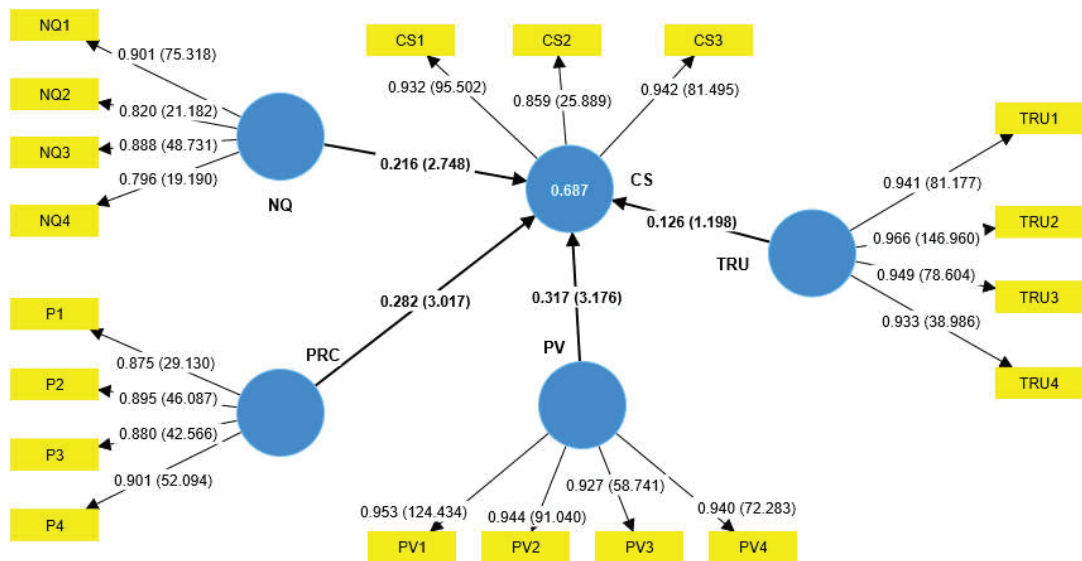 NQ1
NQ2
NQ3
NQ4
0.901 (75.318)
0.820 (21.182)
0.888 (48.731)
0.796 (19.190)
NQ
CS1
CS2
CS3
0.932 (95.502)
0.859 (25.889)
0.942 (81.495)
0.216 (2.748)
0.687
CS
0.126 (1.198)
TRU
TRU1
TRU2
TRU3
TRU4
0.941 (81.177)
0.966 (146.960)
0.949 (78.604)
0.933 (38.986)
P1
P2
P3
P4
0.875 (29.130)
0.895 (46.087)
0.880 (42.566)
0.901 (52.094)
PRC
0.282 (3.017)
0.317 (3.176)
PV
0.953 (124.434)
0.944 (91.040)
0.927 (58.741)
0.940 (72.283)
PV1
PV2
PV3
PV4